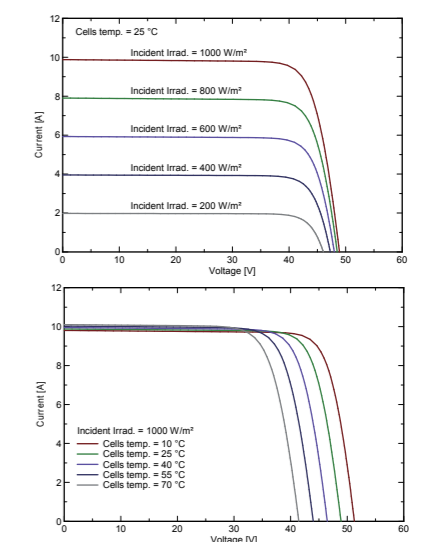 12
Cells temp. = 25 °C
Incident Irrad. = 1000 W/m²
10
Incident Irrad. = 800 W/m²
8
Incident Irrad. = 600 W/m²
6
Incident Irrad. = 400 W/m²
4
Incident Irrad. = 200 W/m²
2
0
Current [A]
0 10 20 30 40 50 60
Voltage [V]
12
10
8
6
4
2
0
Current [A]
Incident Irrad. = 1000 W/m²
Cells temp. = 10 °C
Cells temp. = 25 °C
Cells temp. = 40 °C
Cells temp. = 55 °C
Cells temp. = 70 °C
0 10 20 30 40 50 60
Voltage [V]